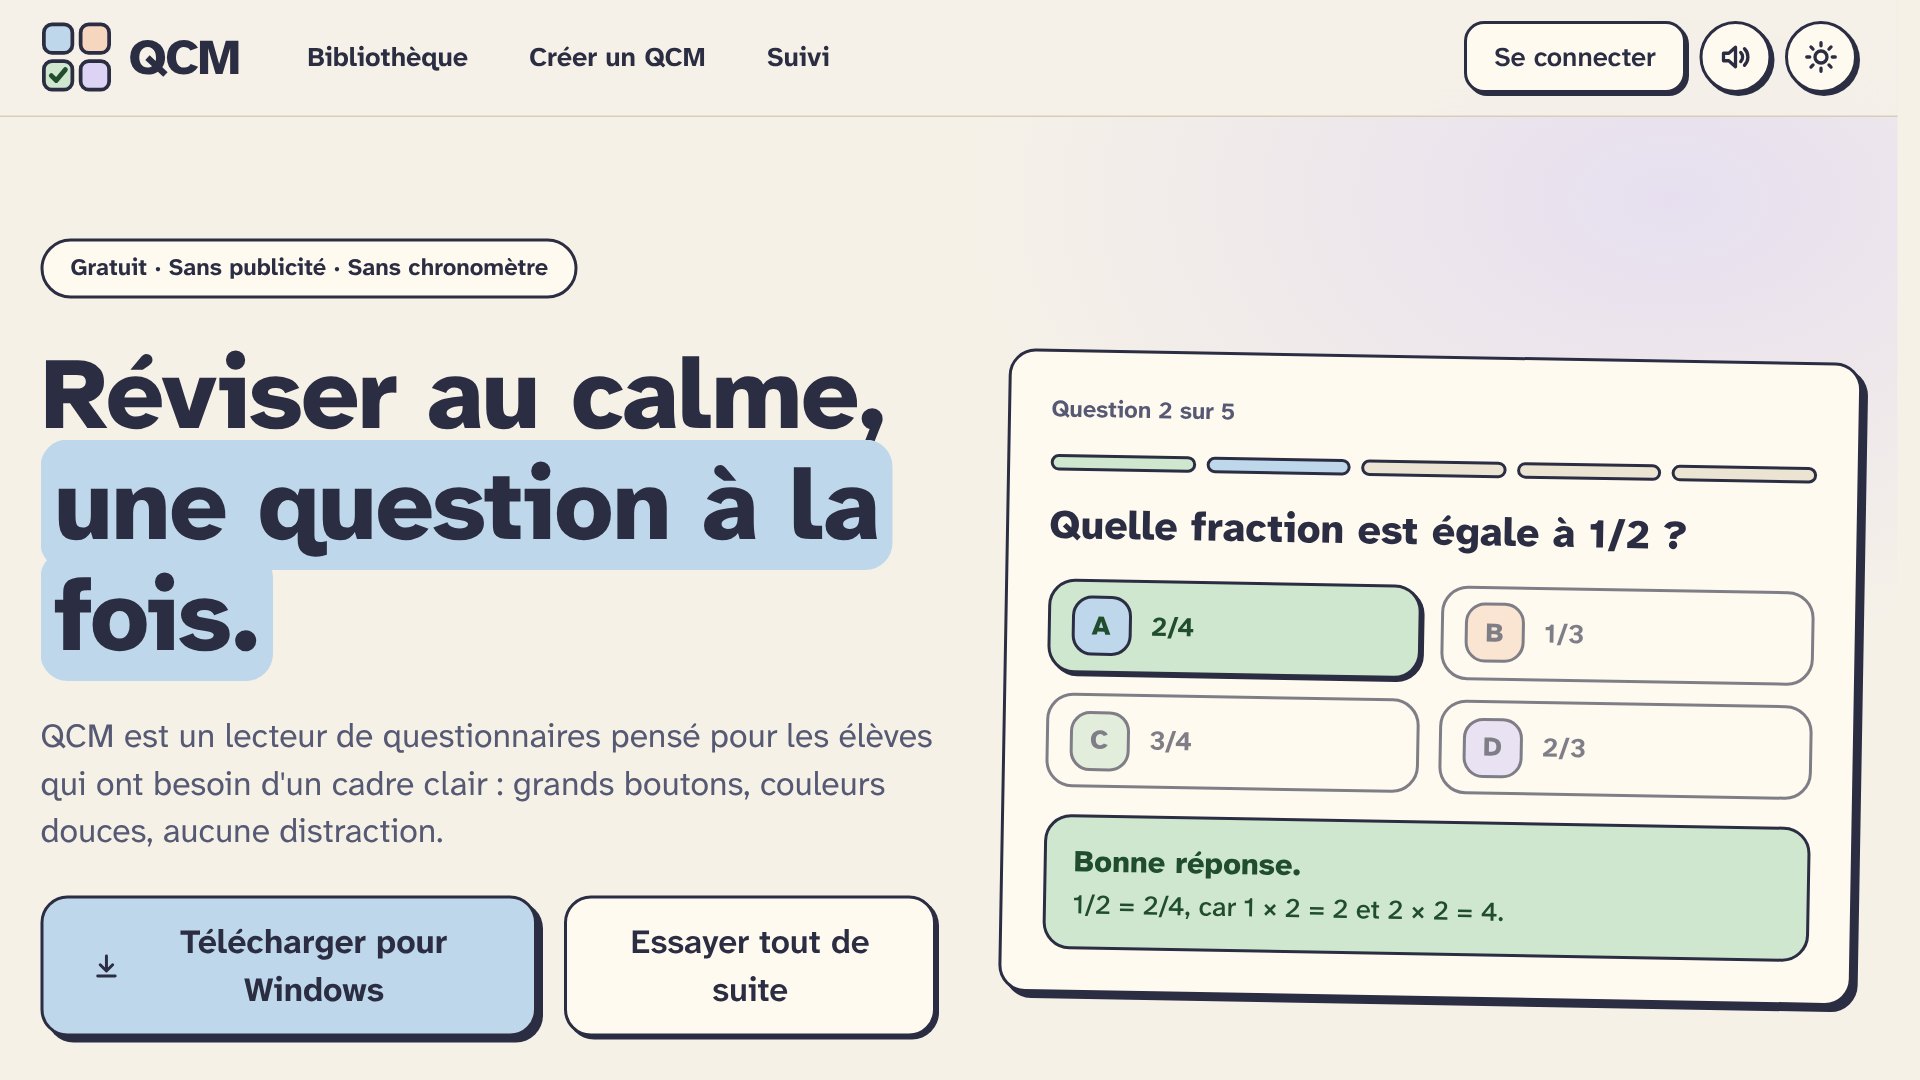 QCM
Bibliothèque
Créer un QCM
Suivi
Se connecter
Gratuit · Sans publicité · Sans chronomètre
Réviser au calme,
une question à la
fois.
QCM est un lecteur de questionnaires pensé pour les élèves
qui ont besoin d'un cadre clair : grands boutons, couleurs
douces, aucune distraction.
Télécharger pour
Windows
Essayer tout de
suite
Question 2 sur 5
Quelle fraction est égale à 1/2 ?
A 2/4
B 1/3
C 3/4
D 2/3
Bonne réponse.
1/2 = 2/4, car 1 × 2 = 2 et 2 × 2 = 4.